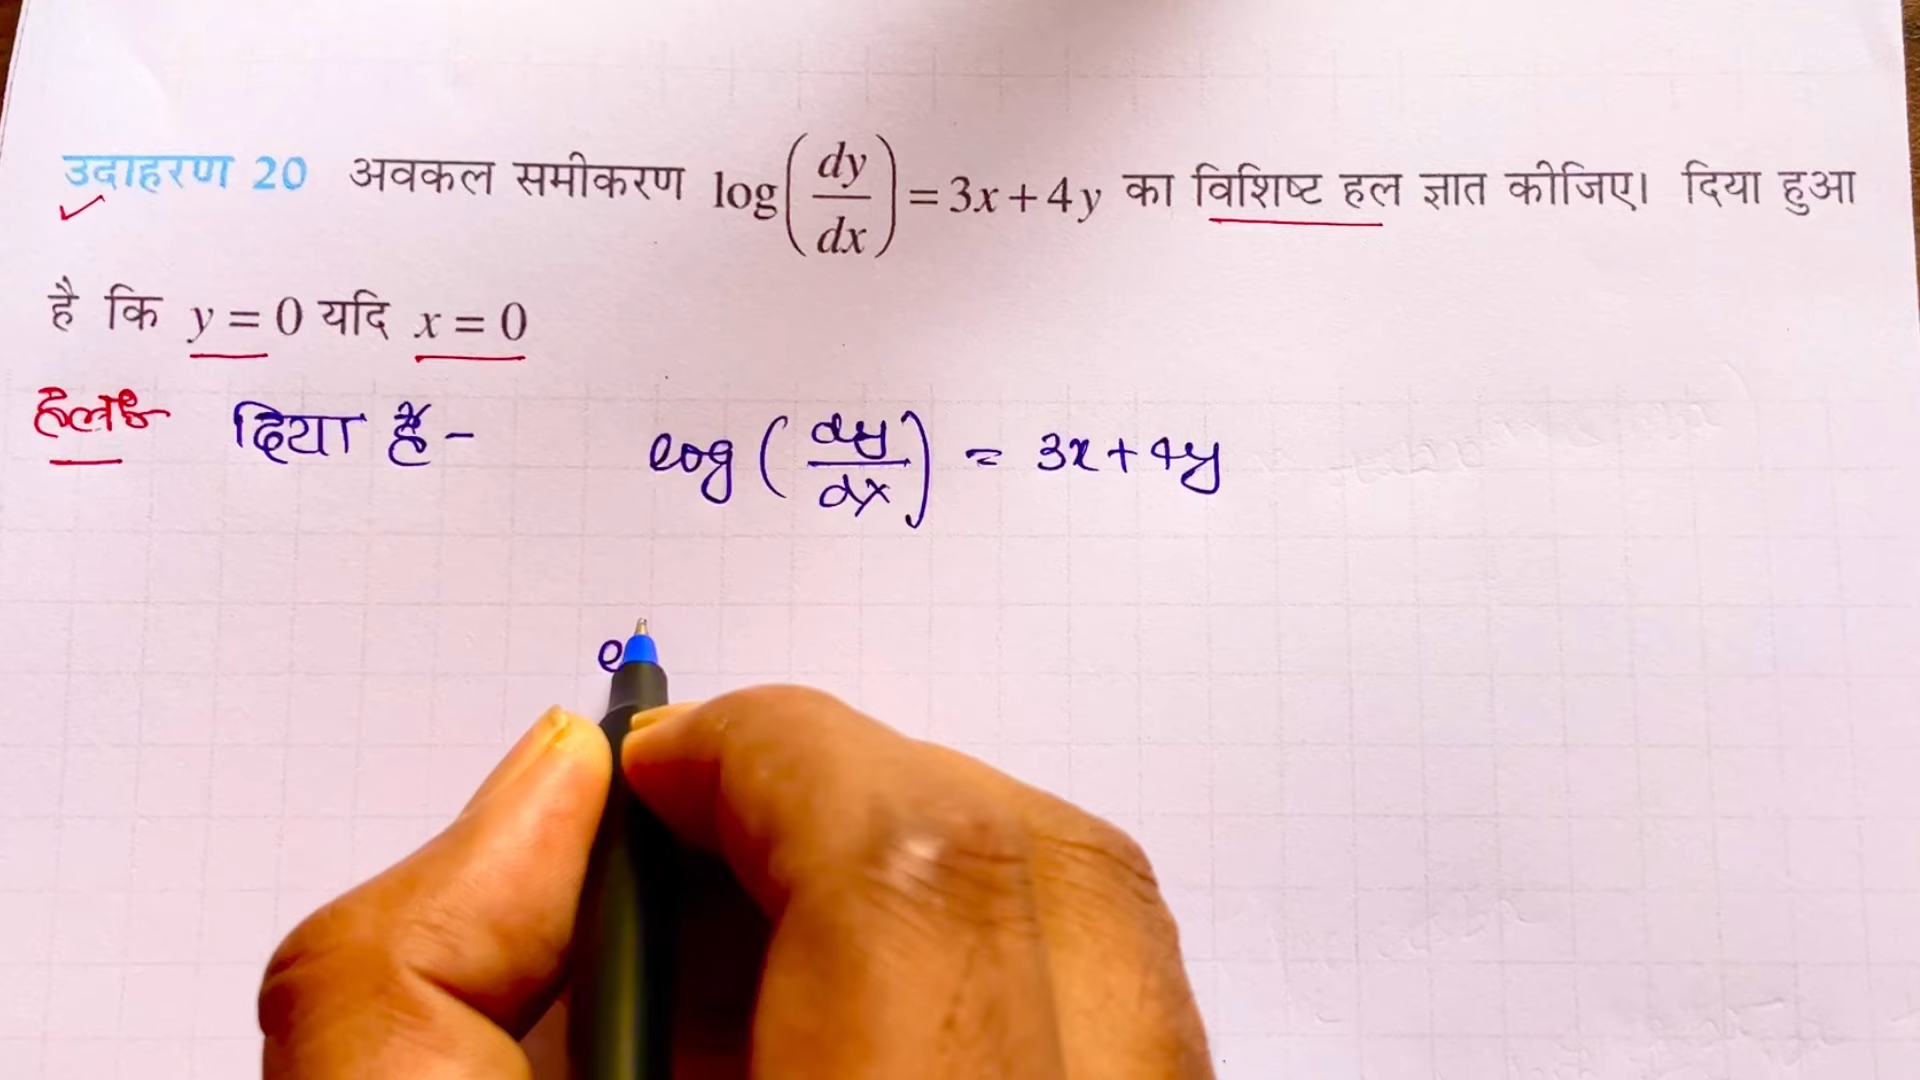 उदाहरण 20 अवकल समीकरण log(dy/dx) = 3x + 4y का विशिष्ट हल ज्ञात कीजिए। दिया हुआ
है कि y = 0 यदि x = 0
हलः दिया है - log(dy/dx) = 3x + 4y
e